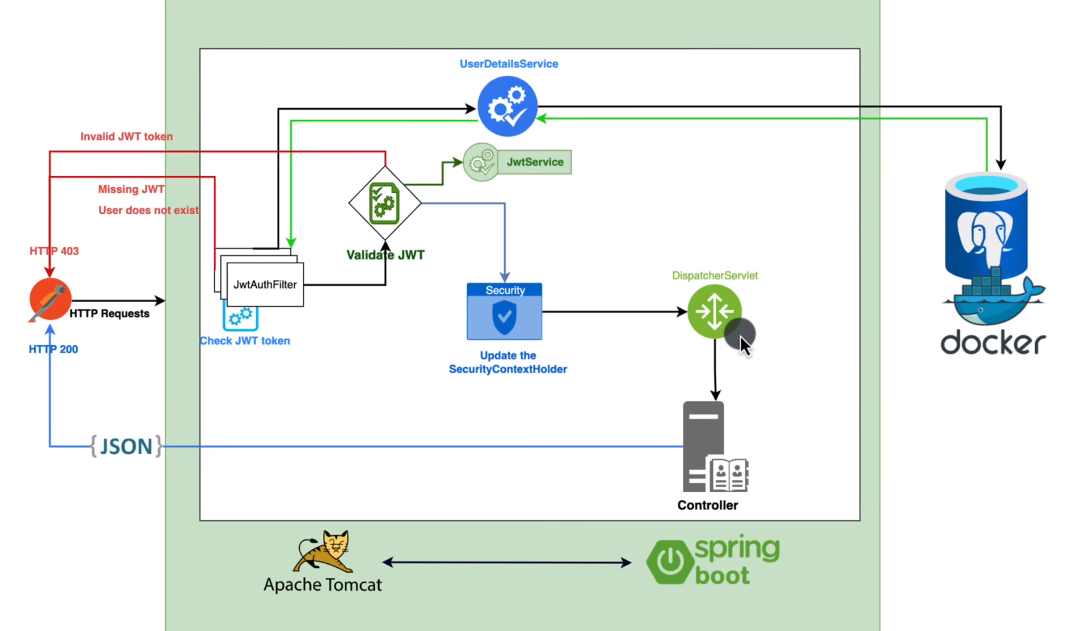 UserDetailsService
Invalid JWT token
JwtService
Missing JWT
User does not exist
HTTP 403
Validate JWT
JwtAuthFilter
DispatcherServlet
Security
HTTP Requests
Check JWT token
HTTP 200
Update the
SecurityContextHolder
docker
{JSON}
Controller
Apache Tomcat
spring
boot